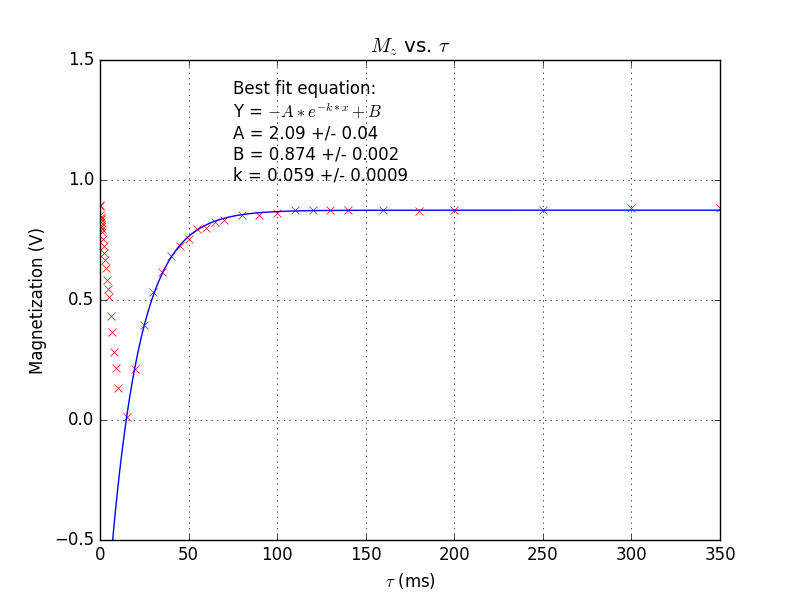 M_z vs. τ
1.5
1.0
0.5
0.0
−0.5
Magnetization (V)
Best fit equation:
Y = −A∗e^{−k∗x}+B
A = 2.09 +/- 0.04
B = 0.874 +/- 0.002
k = 0.059 +/- 0.0009
0 50 100 150 200 250 300 350
τ (ms)